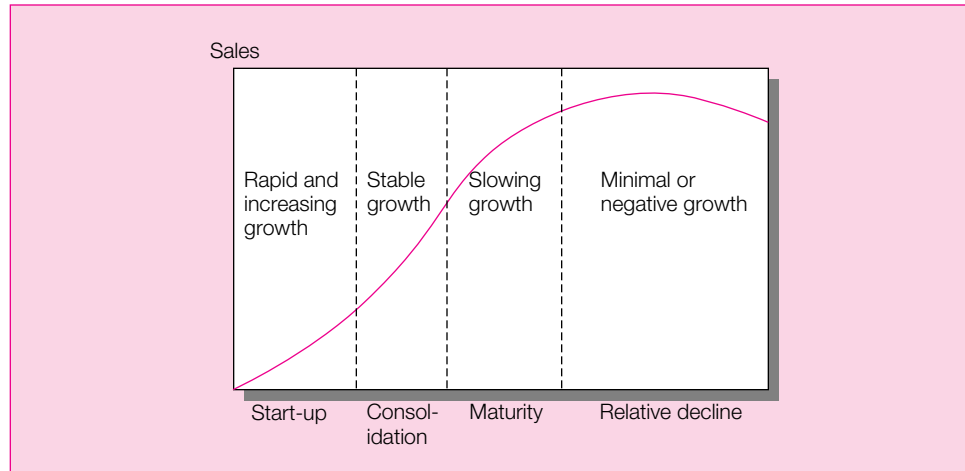 Sales
Rapid and
increasing
growth
Stable
growth
Slowing
growth
Minimal or
negative growth
Start-up
Consol-
idation
Maturity
Relative decline